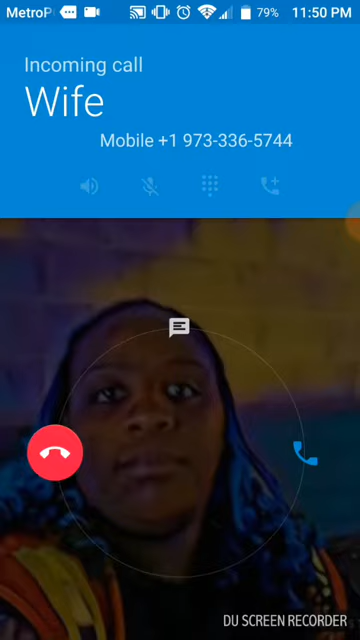 MetroP 79% 11:50 PM
Incoming call
Wife
Mobile +1 973-336-5744
DU SCREEN RECORDER